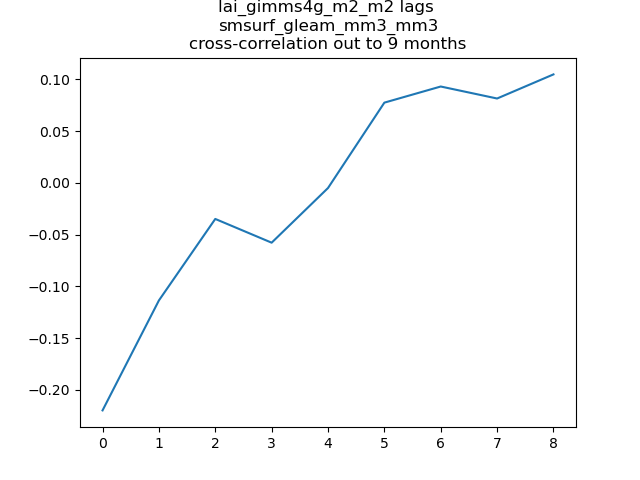 lai_gimms4g_m2_m2 lags
smsurf_gleam_mm3_mm3
cross-correlation out to 9 months
0.10
0.05
0.00
−0.05
−0.10
−0.15
−0.20
0 1 2 3 4 5 6 7 8